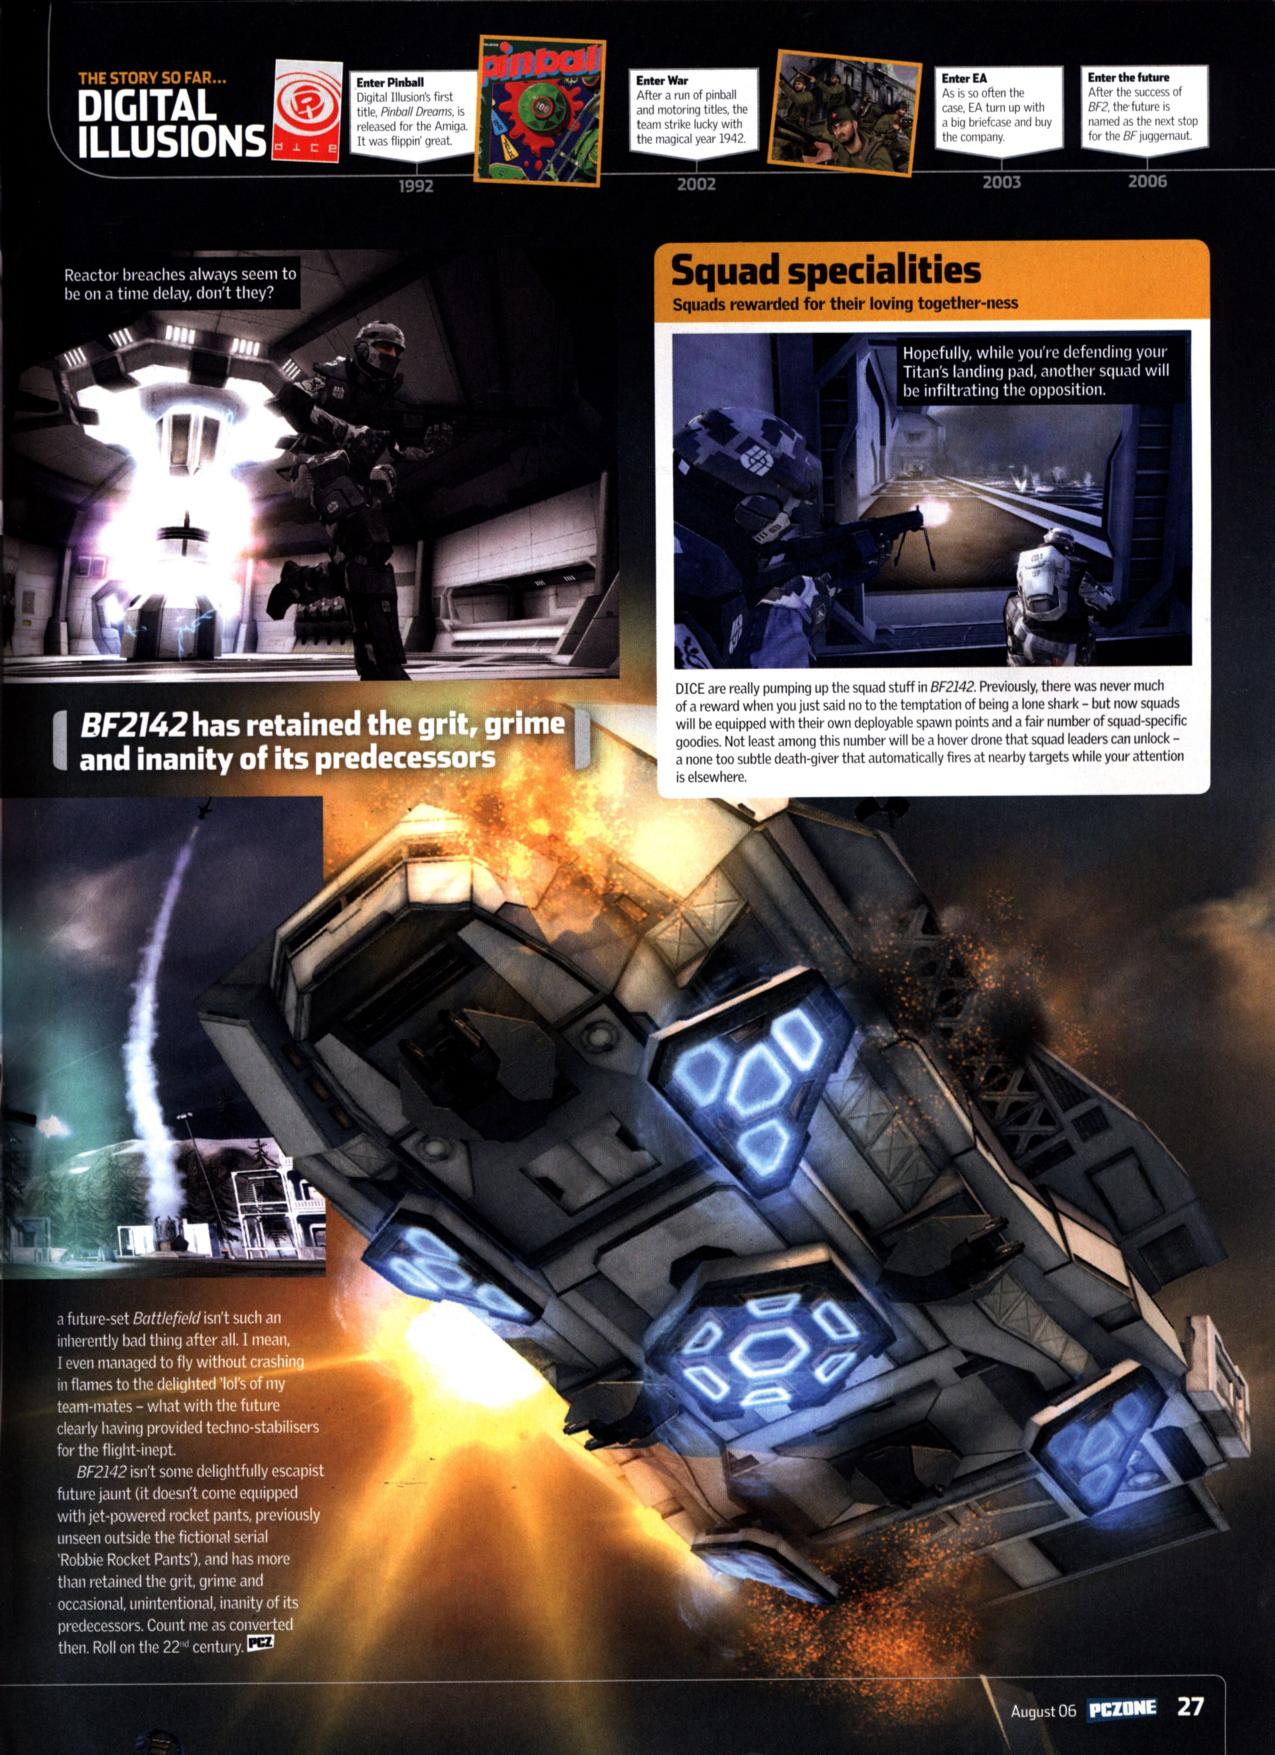 THE STORY SO FAR...
DIGITAL
ILLUSIONS
dice
Enter Pinball
Digital Illusion's first
title, Pinball Dreams, is
released for the Amiga.
It was flippin' great.
1992
pinball
Enter War
After a run of pinball
and motoring titles, the
team strike lucky with
the magical year 1942.
2002
Enter EA
As is so often the
case, EA turn up with
a big briefcase and buy
the company.
2003
Enter the future
After the success of
BF2, the future is
named as the next stop
for the BF juggernaut.
2006
Reactor breaches always seem to
be on a time delay, don't they?
Squad specialities
Squads rewarded for their loving together-ness
Hopefully, while you're defending your
Titan's landing pad, another squad will
be infiltrating the opposition.
DICE are really pumping up the squad stuff in BF2142. Previously, there was never much
of a reward when you just said no to the temptation of being a lone shark – but now squads
will be equipped with their own deployable spawn points and a fair number of squad-specific
goodies. Not least among this number will be a hover drone that squad leaders can unlock –
a none too subtle death-giver that automatically fires at nearby targets while your attention
is elsewhere.
BF2142 has retained the grit, grime
and inanity of its predecessors
a future-set Battlefield isn't such an
inherently bad thing after all. I mean,
I even managed to fly without crashing
in flames to the delighted 'lol's of my
team-mates – what with the future
clearly having provided techno-stabilisers
for the flight-inept.
BF2142 isn't some delightfully escapist
future jaunt (it doesn't come equipped
with jet-powered rocket pants, previously
unseen outside the fictional serial
'Robbie Rocket Pants'), and has more
than retained the grit, grime and
occasional, unintentional, inanity of its
predecessors. Count me as converted
then. Roll on the 22nd century. PCZ
August 06 PCZONE 27